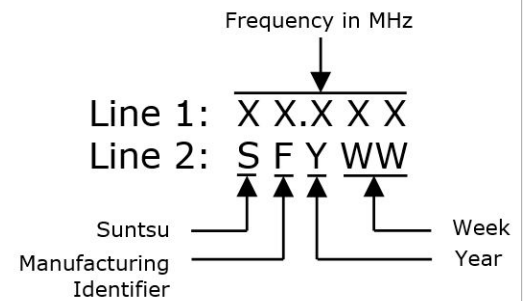 Frequency in MHz
Line 1: X X.X X X
Line 2: S F Y WW
Suntsu
Week
Manufacturing
Identifier
Year